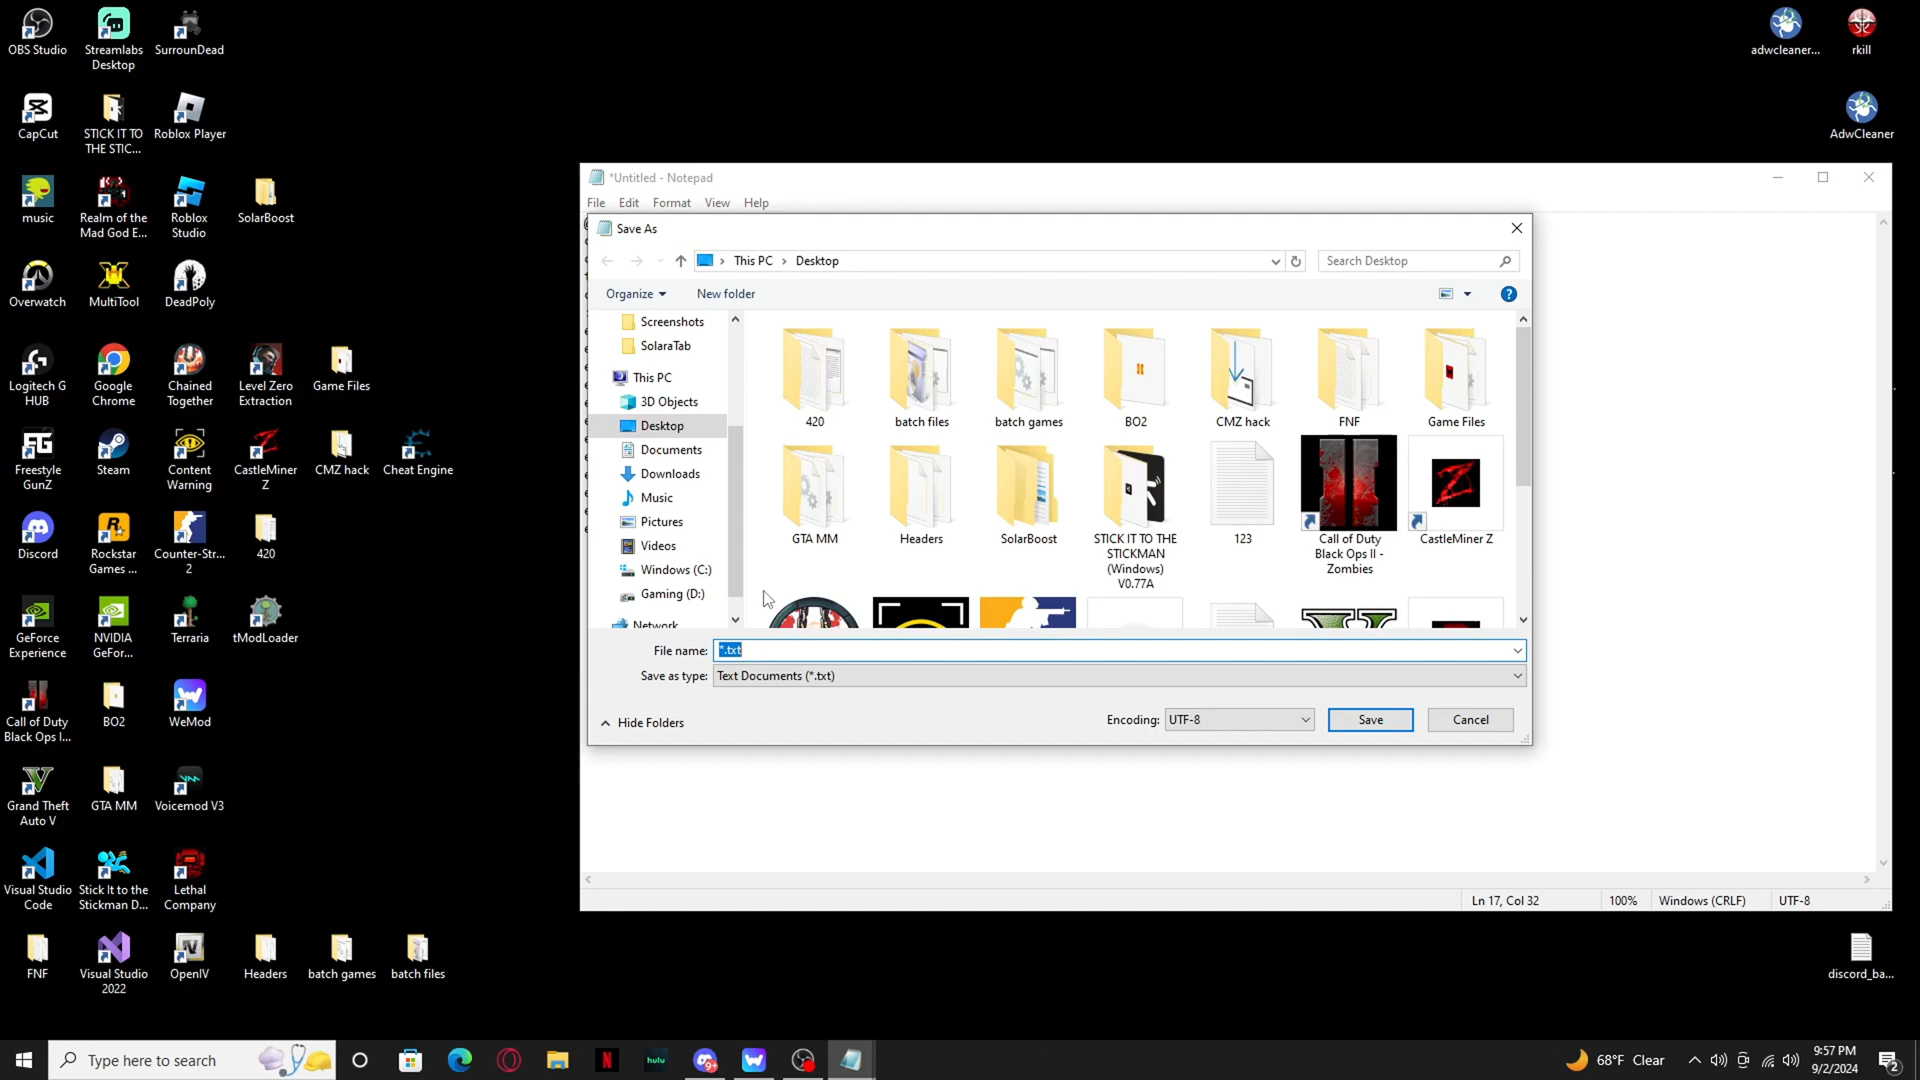 OBS Studio
Streamlabs
Desktop
SurrounDead
adwcleaner...
rkill
CapCut
STICK IT TO
THE STIC...
Roblox Player
AdwCleaner
music
Realm of the
Mad God E...
Roblox
Studio
SolarBoost
Overwatch
MultiTool
DeadPoly
Logitech G
HUB
Google
Chrome
Chained
Together
Level Zero
Extraction
Game Files
Freestyle
GunZ
Steam
Content
Warning
CastleMiner
Z
CMZ hack
Cheat Engine
Discord
Rockstar
Games ...
Counter-Str...
2
420
GeForce
Experience
NVIDIA
GeFor...
Terraria
tModLoader
Call of Duty
Black Ops I...
BO2
WeMod
Grand Theft
Auto V
GTA MM
Voicemod V3
Visual Studio
Code
Stick It to the
Stickman D...
Lethal
Company
FNF
Visual Studio
2022
OpenIV
Headers
batch games
batch files
discord_ba...
*Untitled - Notepad
File Edit Format View Help
Save As
This PC > Desktop
Search Desktop
Organize
New folder
Screenshots
SolaraTab
This PC
3D Objects
Desktop
Documents
Downloads
Music
Pictures
Videos
Windows (C:)
Gaming (D:)
Network
420
batch files
batch games
BO2
CMZ hack
FNF
Game Files
GTA MM
Headers
SolarBoost
STICK IT TO THE
STICKMAN
(Windows)
V0.77A
123
Call of Duty
Black Ops II -
Zombies
CastleMiner Z
File name: *.txt
Save as type: Text Documents (*.txt)
Hide Folders
Encoding: UTF-8
Save
Cancel
Ln 17, Col 32
100%
Windows (CRLF)
UTF-8
Type here to search
hulu
9+
68°F Clear
9:57 PM
9/2/2024
2